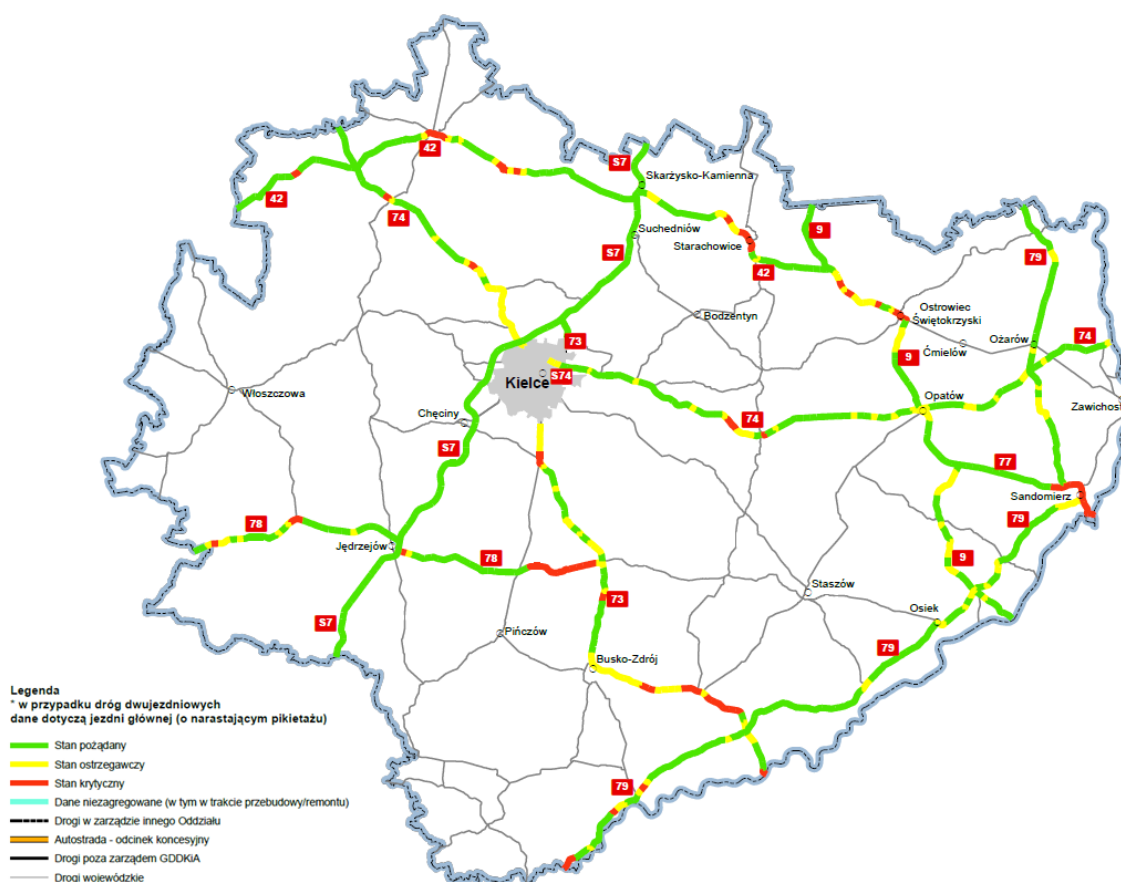 42
S7
Skarżysko-Kamienna
42
74
9
Suchedniów
S7
Starachowice
42
79
Bodzentyn
Ostrowiec
Świętokrzyski
73
Ćmielów
Ożarów
74
9
Kielce
S74
Włoszczowa
Opatów
Zawichost
Chęciny
74
S7
77
Sandomierz
78
79
Jędrzejów
78
9
Staszów
73
Osiek
S7
Pińczów
79
Busko-Zdrój
79
Legenda
* w przypadku dróg dwujezdniowych
dane dotyczą jezdni głównej (o narastającym pikietażu)
Stan pożądany
Stan ostrzegawczy
Stan krytyczny
Dane niezagregowane (w tym w trakcie przebudowy/remontu)
Drogi w zarządzie innego Oddziału
Autostrada - odcinek koncesyjny
Drogi poza zarządem GDDKiA
Drogi wojewódzkie